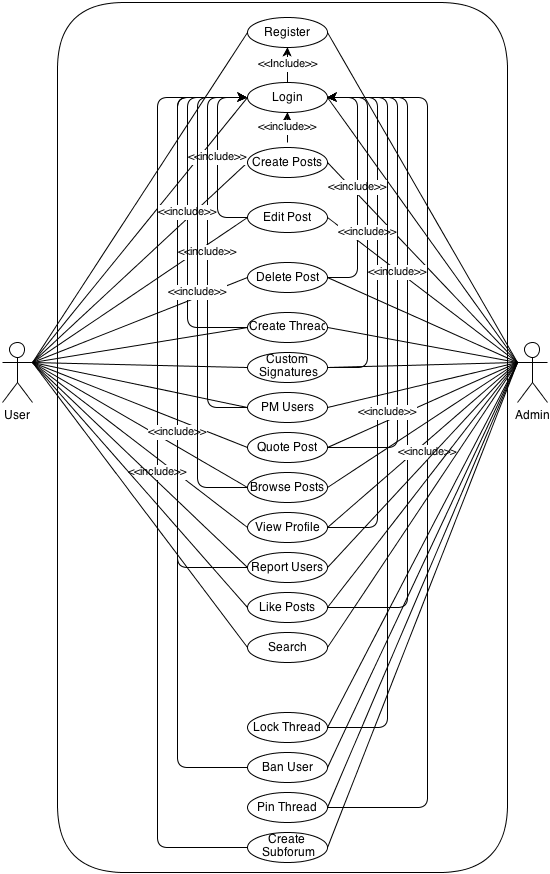 Register
<<Include>>
Login
<<include>>
<<include>>
Create Posts
<<include>>
<<include>>
Edit Post
<<include>>
<<include>>
<<include>>
Delete Post
<<include>>
Create Threac
Custom
Signatures
User
Admin
PM Users
<<include>>
<<include>>
Quote Post
<<include>>
<<include>>
Browse Posts
View Profile
Report Users
Like Posts
Search
Lock Thread
Ban User
Pin Thread
Create
Subforum